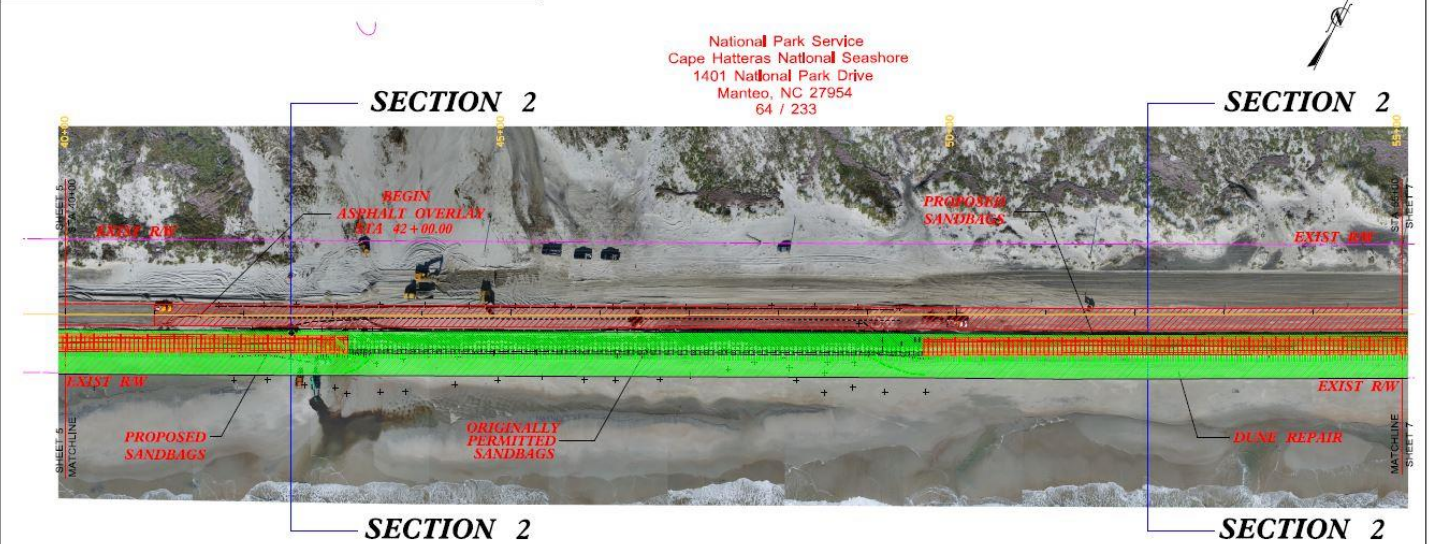 National Park Service
Cape Hatteras National Seashore
1401 National Park Drive
Manteo, NC 27954
64 / 233
N
SECTION 2
SECTION 2
40+00
45+00
50+00
55+00
SHEET 5
STA 40+00
BEGIN
ASPHALT OVERLAY
STA 42+00.00
PROPOSED
SANDBAGS
SHEET 7
EXIST R/W
EXIST R/W
EXIST R/W
EXIST R/W
PROPOSED
SANDBAGS
ORIGINALLY
PERMITTED
SANDBAGS
DUNE REPAIR
SHEET 5
MATCHLINE
MATCHLINE
SHEET 7
SECTION 2
SECTION 2